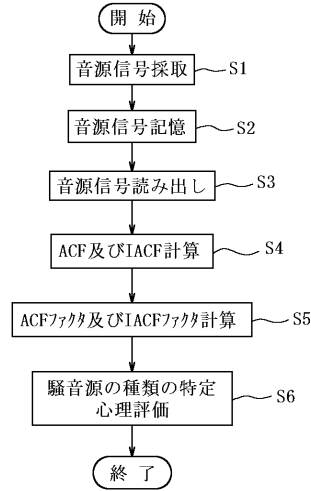 開 始
音源信号採取
S1
音源信号記憶
S2
音源信号読み出し
S3
ACF及びIACF計算
S4
ACFファクタ及びIACFファクタ計算
S5
騒音源の種類の特定
心理評価
S6
終 了